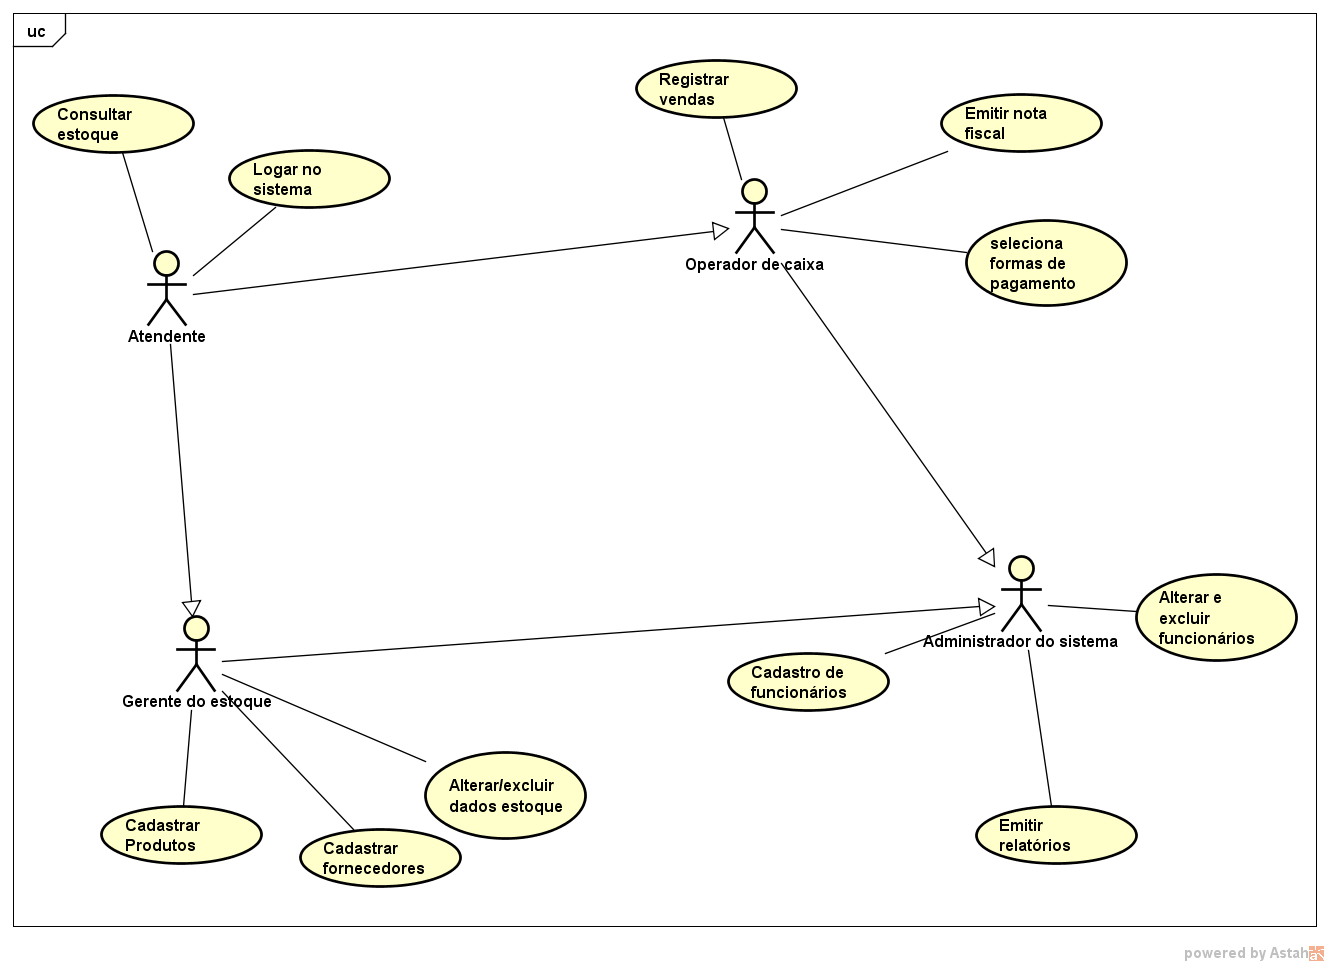 uc
Consultar
estoque
Logar no
sistema
Atendente
Registrar
vendas
Emitir nota
fiscal
seleciona
formas de
pagamento
Operador de caixa
Gerente do estoque
Cadastrar
Produtos
Cadastrar
fornecedores
Alterar/excluir
dados estoque
Administrador do sistema
Cadastro de
funcionários
Alterar e
excluir
funcionários
Emitir
relatórios
powered by Astah